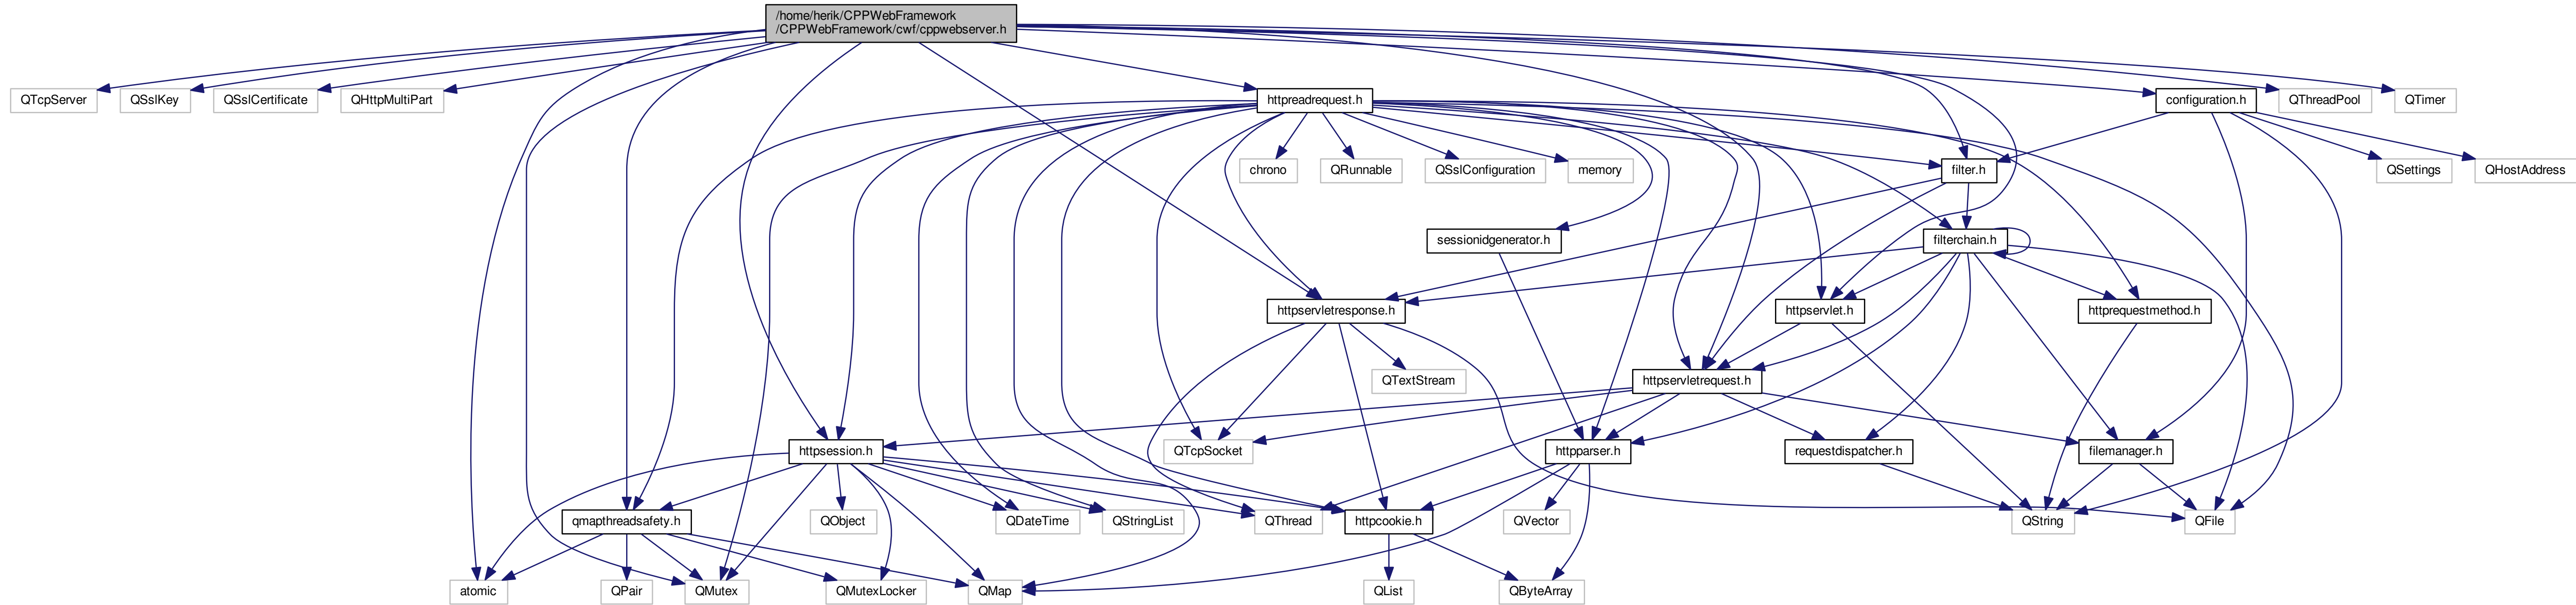 /home/herik/CPPWebFramework
/CPPWebFramework/cwf/cppwebserver.h
QTcpServer
QSslKey
QSslCertificate
QHttpMultiPart
httpreadrequest.h
configuration.h
QThreadPool
QTimer
chrono
QRunnable
QSslConfiguration
memory
filter.h
QSettings
QHostAddress
sessionidgenerator.h
filterchain.h
httpservletresponse.h
httpservlet.h
httprequestmethod.h
QTextStream
httpservletrequest.h
httpsession.h
QTcpSocket
httpparser.h
requestdispatcher.h
filemanager.h
qmapthreadsafety.h
QObject
QDateTime
QStringList
QThread
httpcookie.h
QVector
QString
QFile
atomic
QPair
QMutex
QMutexLocker
QMap
QList
QByteArray